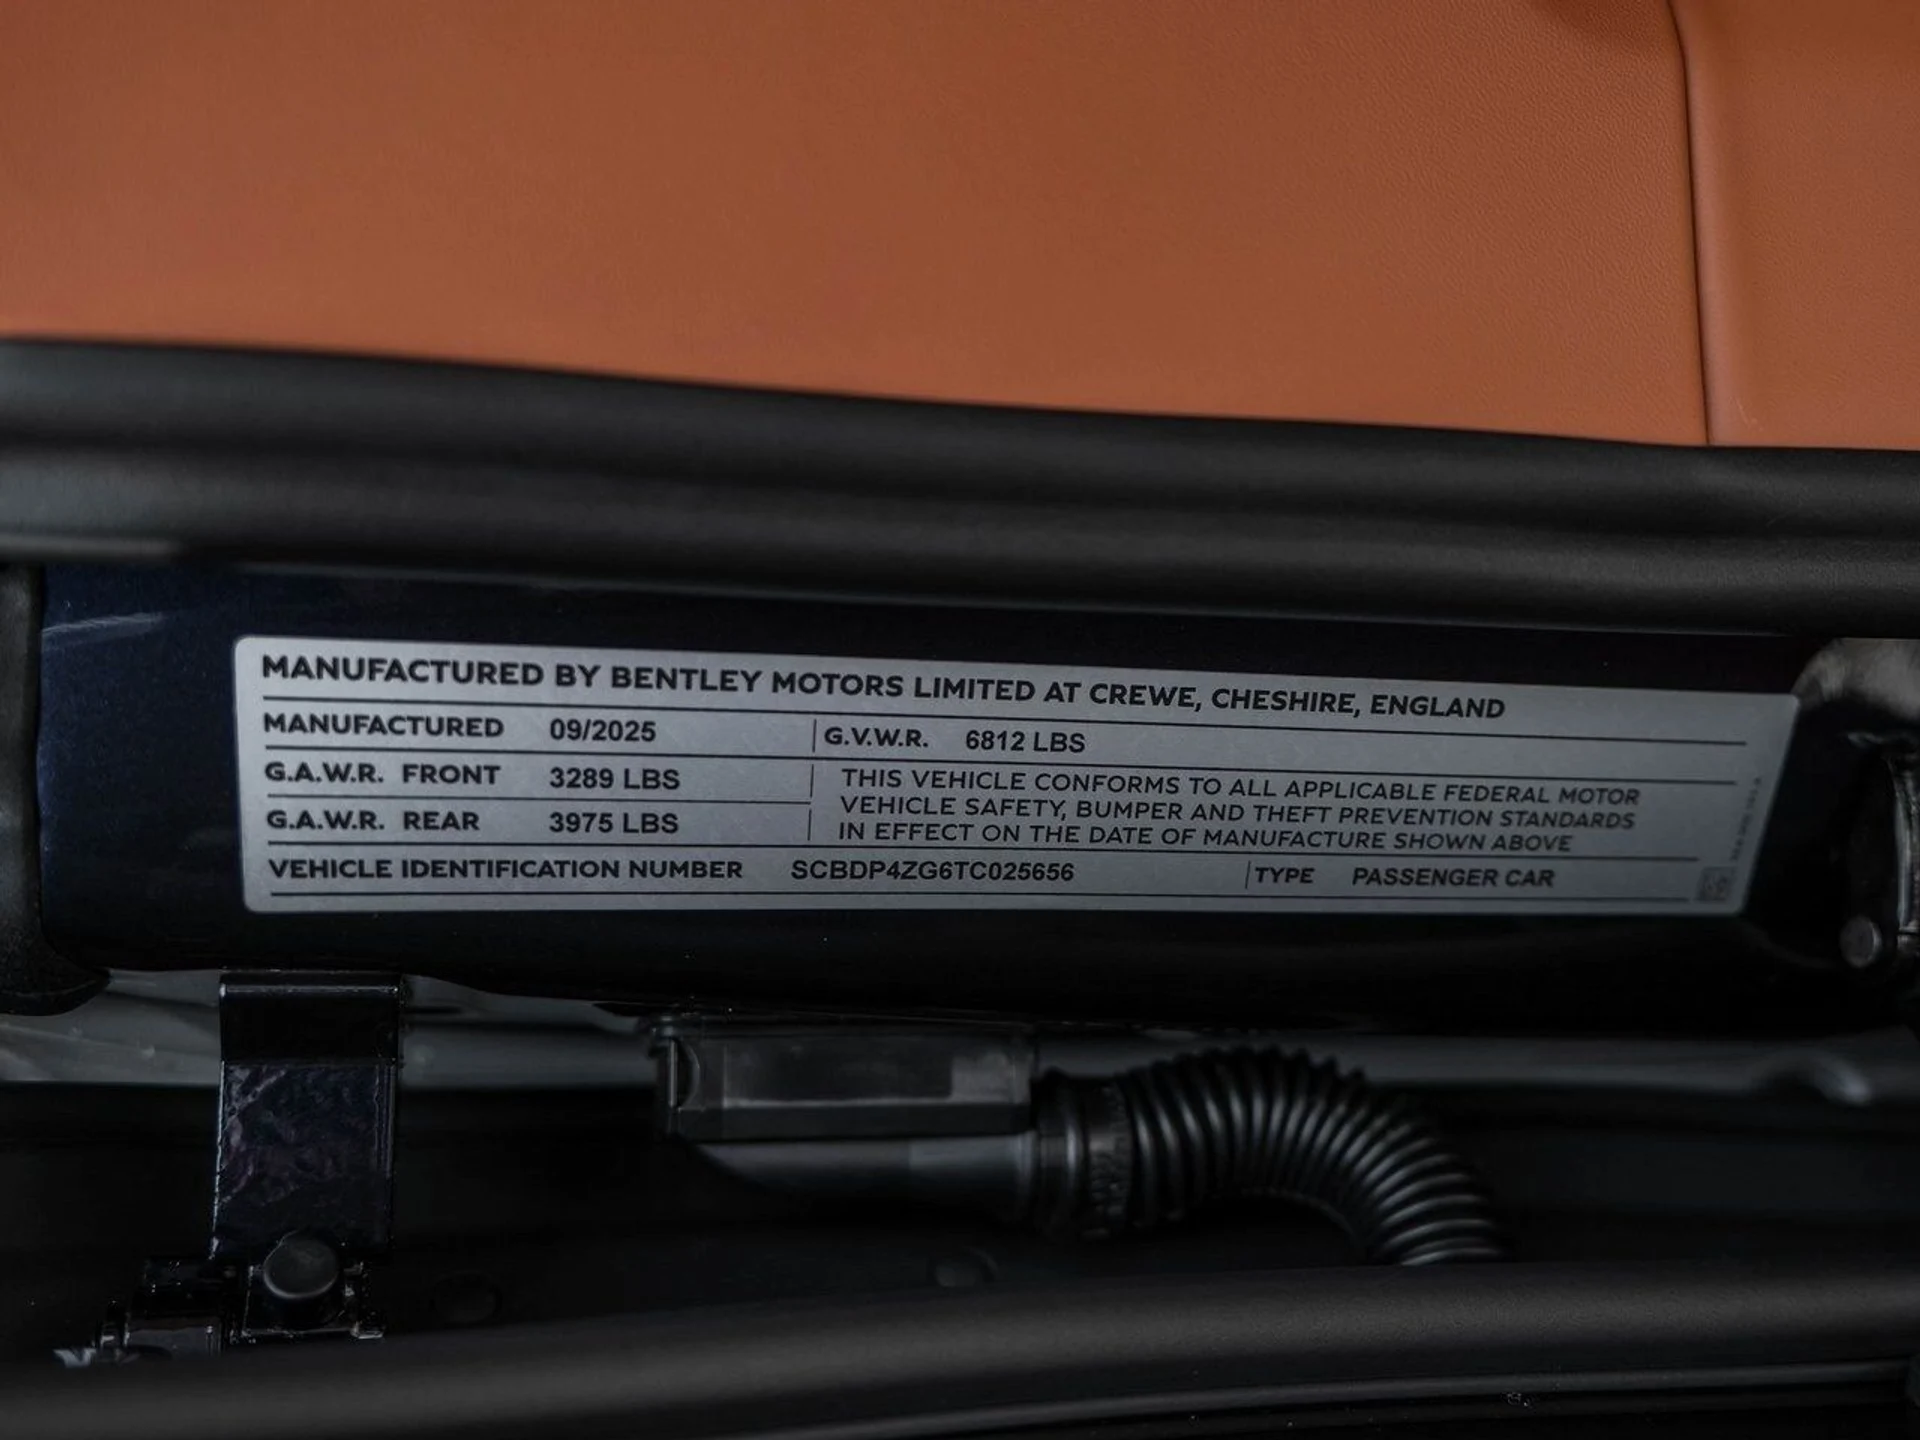 MANUFACTURED BY BENTLEY MOTORS LIMITED AT CREWE, CHESHIRE, ENGLAND
MANUFACTURED 09/2025 G.V.W.R. 6812 LBS
G.A.W.R. FRONT 3289 LBS
G.A.W.R. REAR 3975 LBS
THIS VEHICLE CONFORMS TO ALL APPLICABLE FEDERAL MOTOR
VEHICLE SAFETY, BUMPER AND THEFT PREVENTION STANDARDS
IN EFFECT ON THE DATE OF MANUFACTURE SHOWN ABOVE
VEHICLE IDENTIFICATION NUMBER SCBDP4ZG6TC025656 TYPE PASSENGER CAR